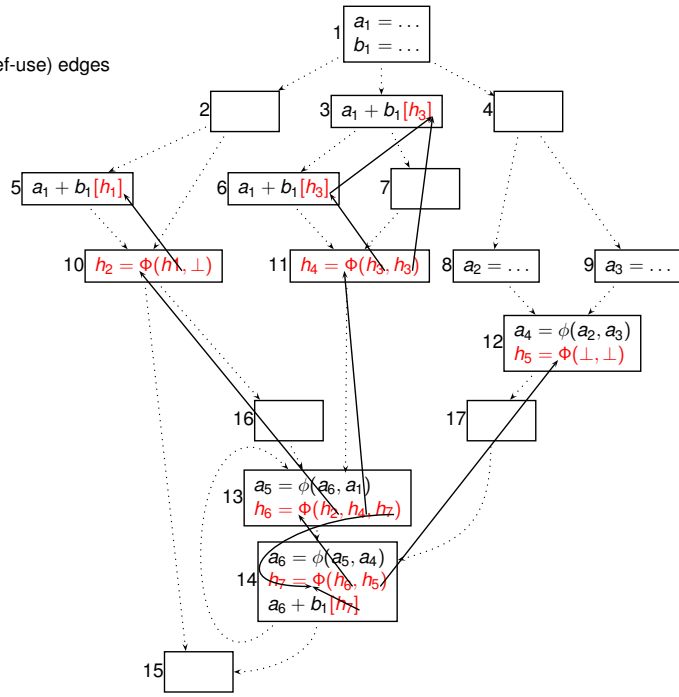 1
a₁ = …
b₁ = …
ef-use) edges
2
3
a₁ + b₁[h₃]
4
5
a₁ + b₁[h₁]
6
a₁ + b₁[h₃]
7
10
h₂ = Φ(h1, ⊥)
11
h₄ = Φ(h₃, h₃)
8
a₂ = …
9
a₃ = …
12
a₄ = ϕ(a₂, a₃)
h₅ = Φ(⊥, ⊥)
16
17
13
a₅ = ϕ(a₆, a₁)
h₆ = Φ(h₂, h₄, h₇)
14
a₆ = ϕ(a₅, a₄)
h₇ = Φ(h₆, h₅)
a₆ + b₁[h₇]
15